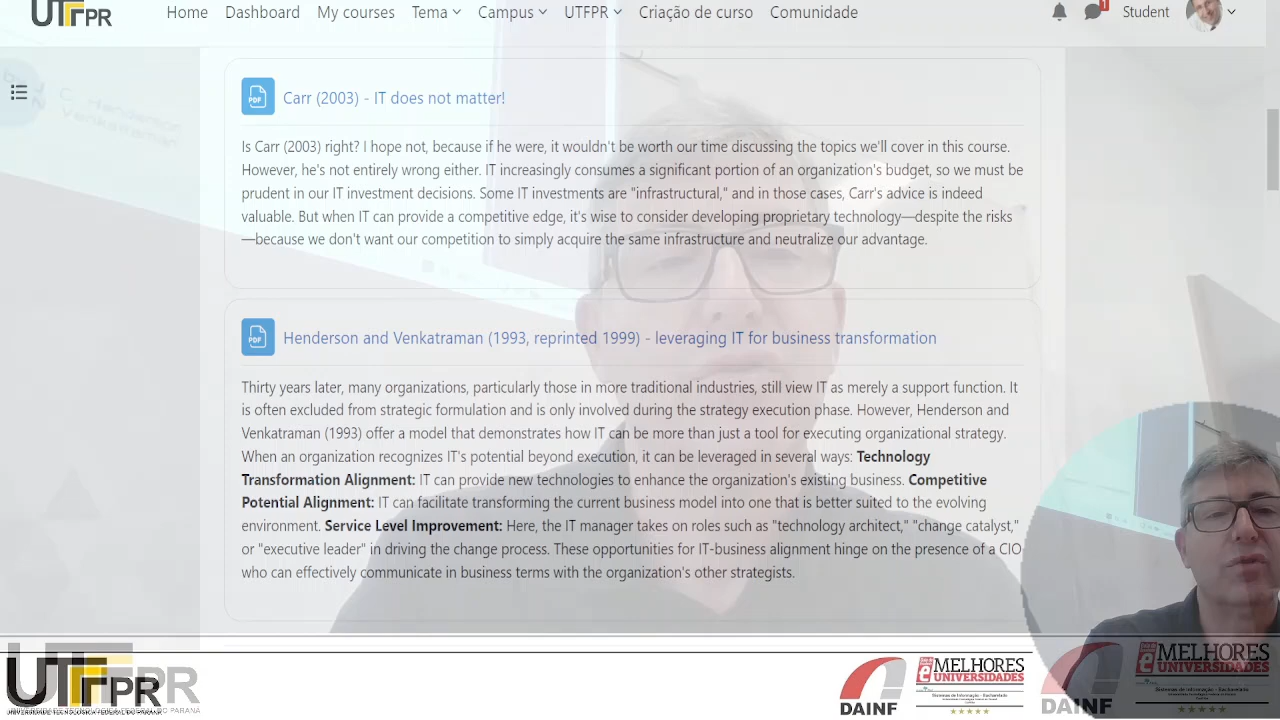 UTFPR Home Dashboard My courses Tema Campus UTFPR Criação de curso Comunidade 1 Student
Carr (2003) - IT does not matter!
Is Carr (2003) right? I hope not, because if he were, it wouldn't be worth our time discussing the topics we'll cover in this course.
However, he's not entirely wrong either. IT increasingly consumes a significant portion of an organization's budget, so we must be
prudent in our IT investment decisions. Some IT investments are "infrastructural," and in those cases, Carr's advice is indeed
valuable. But when IT can provide a competitive edge, it's wise to consider developing proprietary technology—despite the risks
—because we don't want our competition to simply acquire the same infrastructure and neutralize our advantage.
Henderson
Venkatraman
Henderson and Venkatraman (1993, reprinted 1999) - leveraging IT for business transformation
Thirty years later, many organizations, particularly those in more traditional industries, still view IT as merely a support function. It
is often excluded from strategic formulation and is only involved during the strategy execution phase. However, Henderson and
Venkatraman (1993) offer a model that demonstrates how IT can be more than just a tool for executing organizational strategy.
When an organization recognizes IT's potential beyond execution, it can be leveraged in several ways: Technology
Transformation Alignment: IT can provide new technologies to enhance the organization's existing business. Competitive
Potential Alignment: IT can facilitate transforming the current business model into one that is better suited to the evolving
environment. Service Level Improvement: Here, the IT manager takes on roles such as "technology architect," "change catalyst,"
or "executive leader" in driving the change process. These opportunities for IT-business alignment hinge on the presence of a CIO
who can effectively communicate in business terms with the organization's other strategists.
PDF
PDF
UTFPR
UTFPR
DAINF
MELHORES
UNIVERSIDADES
Sistemas de Informação - Bacharelado
DAINF
MELHORES
UNIVERSIDADES
Sistemas de Informação - Bacharelado